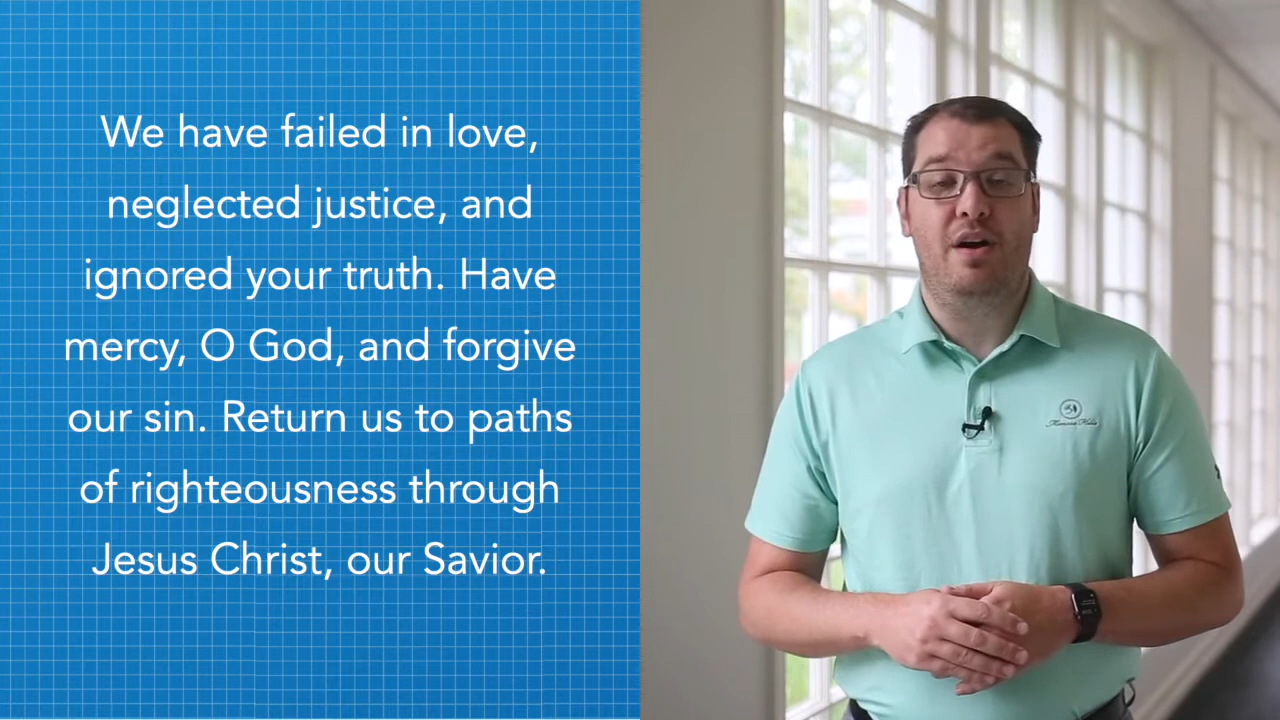 We have failed in love,
neglected justice, and
ignored your truth. Have
mercy, O God, and forgive
our sin. Return us to paths
of righteousness through
Jesus Christ, our Savior.